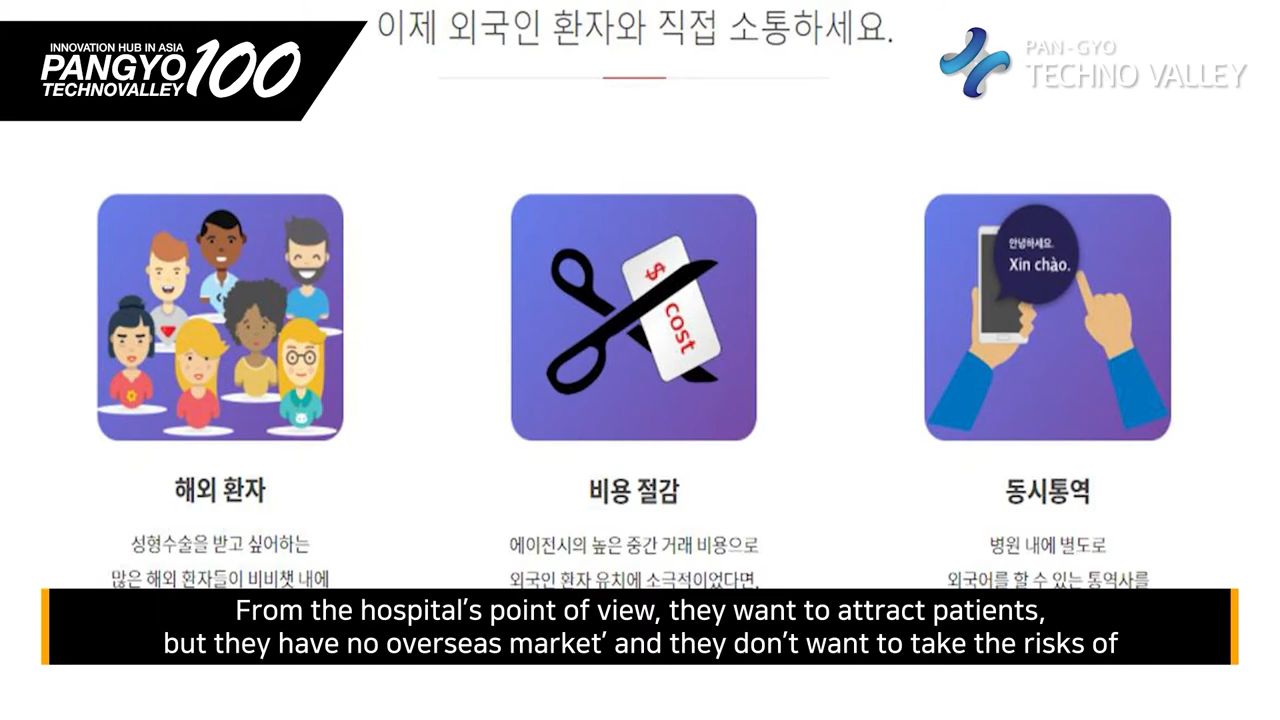 이제 외국인 환자와 직접 소통하세요.
INNOVATION HUB IN ASIA
PANGYO 100
TECHNOVALLEY
PAN-GYO
TECHNO VALLEY
$ cost
안녕하세요.
Xin chào.
해외 환자
성형수술을 받고 싶어하는
많은 해외 환자들이 비비챗 내에
비용 절감
에이전시의 높은 중간 거래 비용으로
외국인 환자 유치에 소극적이었다면,
동시통역
병원 내에 별도로
외국어를 할 수 있는 통역사를
From the hospital's point of view, they want to attract patients,
but they have no overseas market' and they don't want to take the risks of